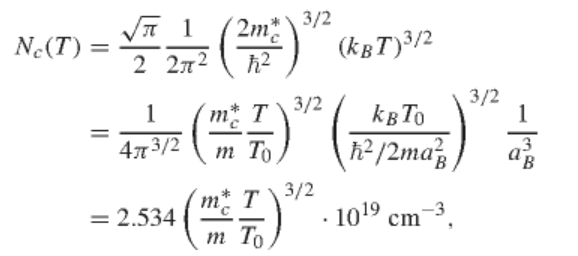 N_c(T) = \frac{\sqrt{\pi}}{2} \frac{1}{2\pi^2} \left( \frac{2m_c^*}{\hbar^2} \right)^{3/2} (k_B T)^{3/2}
= \frac{1}{4\pi^{3/2}} \left( \frac{m_c^*}{m} \frac{T}{T_0} \right)^{3/2} \left( \frac{k_B T_0}{\hbar^2/2ma_B^2} \right)^{3/2} \frac{1}{a_B^3}
= 2.534 \left( \frac{m_c^*}{m} \frac{T}{T_0} \right)^{3/2} \cdot 10^{19} cm^{-3},